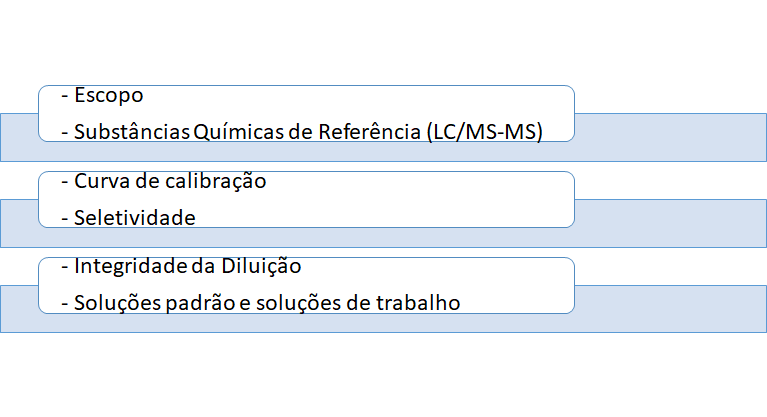 - Escopo
- Substâncias Químicas de Referência (LC/MS-MS)
- Curva de calibração
- Seletividade
- Integridade da Diluição
- Soluções padrão e soluções de trabalho